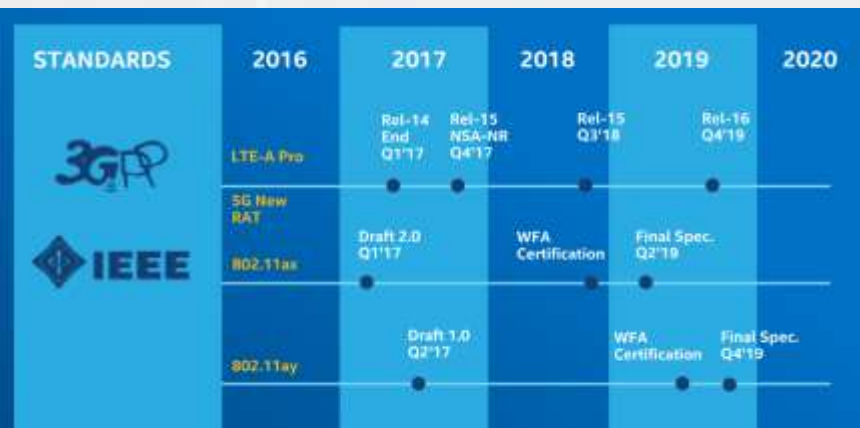 STANDARDS 2016 2017 2018 2019 2020
3GPP
LTE-A Pro
Rel-14
End
Q1'17
Rel-15
NSA-NR
Q4'17
Rel-15
Q3'18
Rel-16
Q4'19
5G New
RAT
IEEE
802.11ax
Draft 2.0
Q1'17
WFA
Certification
Final Spec.
Q2'19
802.11ay
Draft 1.0
Q2'17
WFA
Certification
Final Spec.
Q4'19